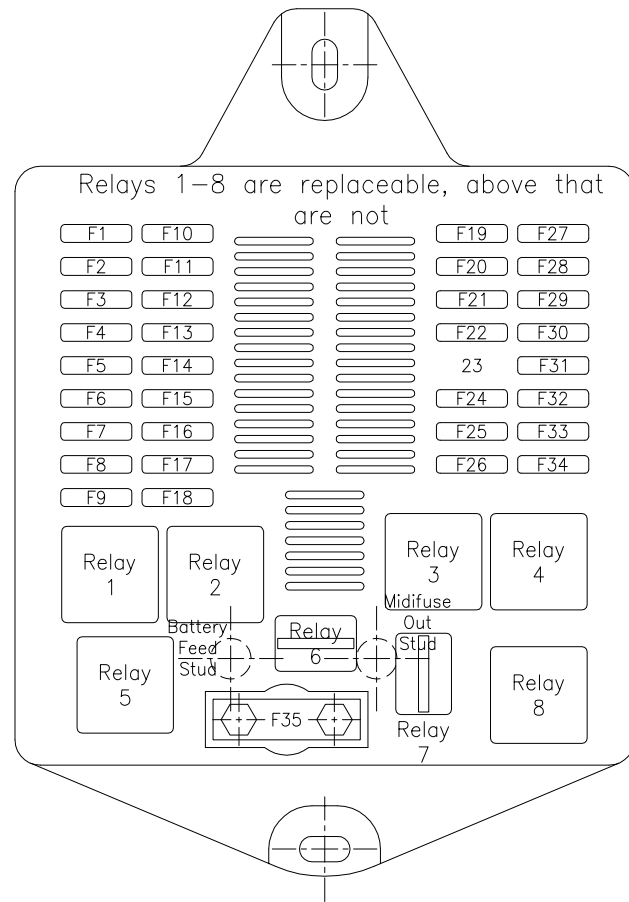 Relays 1-8 are replaceable, above that
are not
F1 F10 F19 F27
F2 F11 F20 F28
F3 F12 F21 F29
F4 F13 F22 F30
F5 F14 23 F31
F6 F15 F24 F32
F7 F16 F25 F33
F8 F17 F26 F34
F9 F18
Relay
1
Relay
2
Relay
3
Relay
4
Battery
Feed
Stud
Relay
6
Midifuse
Out
Stud
Relay
5
F35
Relay
7
Relay
8